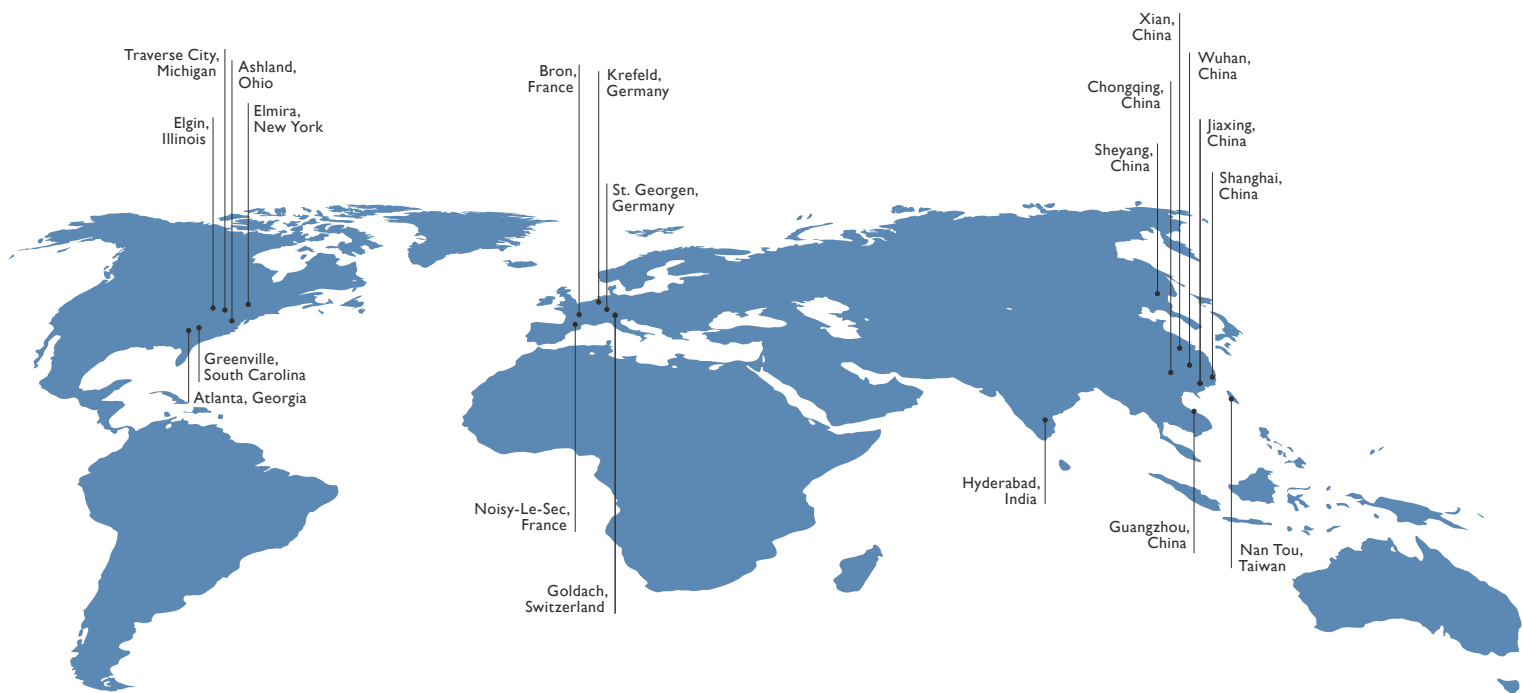 Traverse City,
Michigan
Ashland,
Ohio
Elgin,
Illinois
Elmira,
New York
Greenville,
South Carolina
Atlanta, Georgia
Bron,
France
Krefeld,
Germany
St. Georgen,
Germany
Noisy-Le-Sec,
France
Goldach,
Switzerland
Xian,
China
Wuhan,
China
Chongqing,
China
Jiaxing,
China
Sheyang,
China
Shanghai,
China
Hyderabad,
India
Guangzhou,
China
Nan Tou,
Taiwan